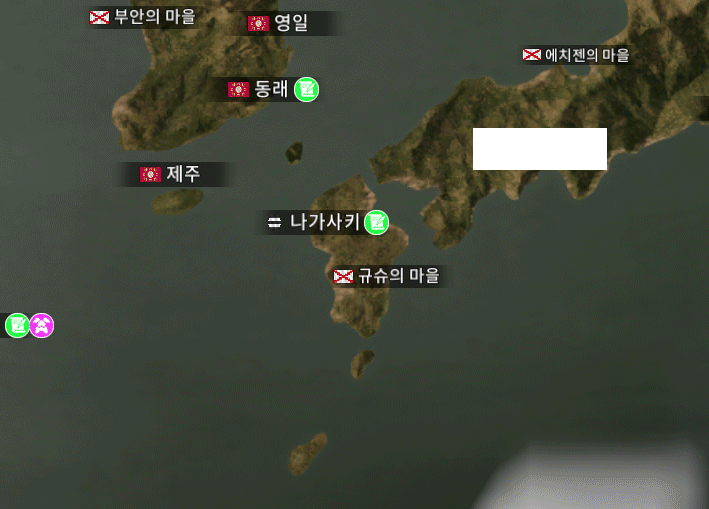 부안의 마을
영일
에치젠의 마을
동래
제주
나가사키
규슈의 마을